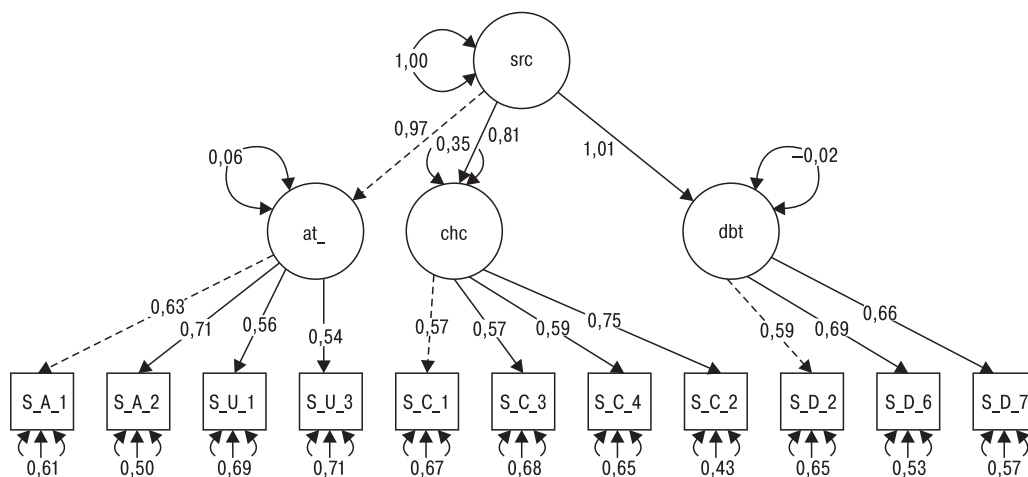 src
1,00
0,97
0,35
0,81
1,01
0,06
–0,02
at_
chc
dbt
0,63
0,71
0,56
0,54
0,57
0,57
0,59
0,75
0,59
0,69
0,66
S_A_1
S_A_2
S_U_1
S_U_3
S_C_1
S_C_3
S_C_4
S_C_2
S_D_2
S_D_6
S_D_7
0,61
0,50
0,69
0,71
0,67
0,68
0,65
0,43
0,65
0,53
0,57